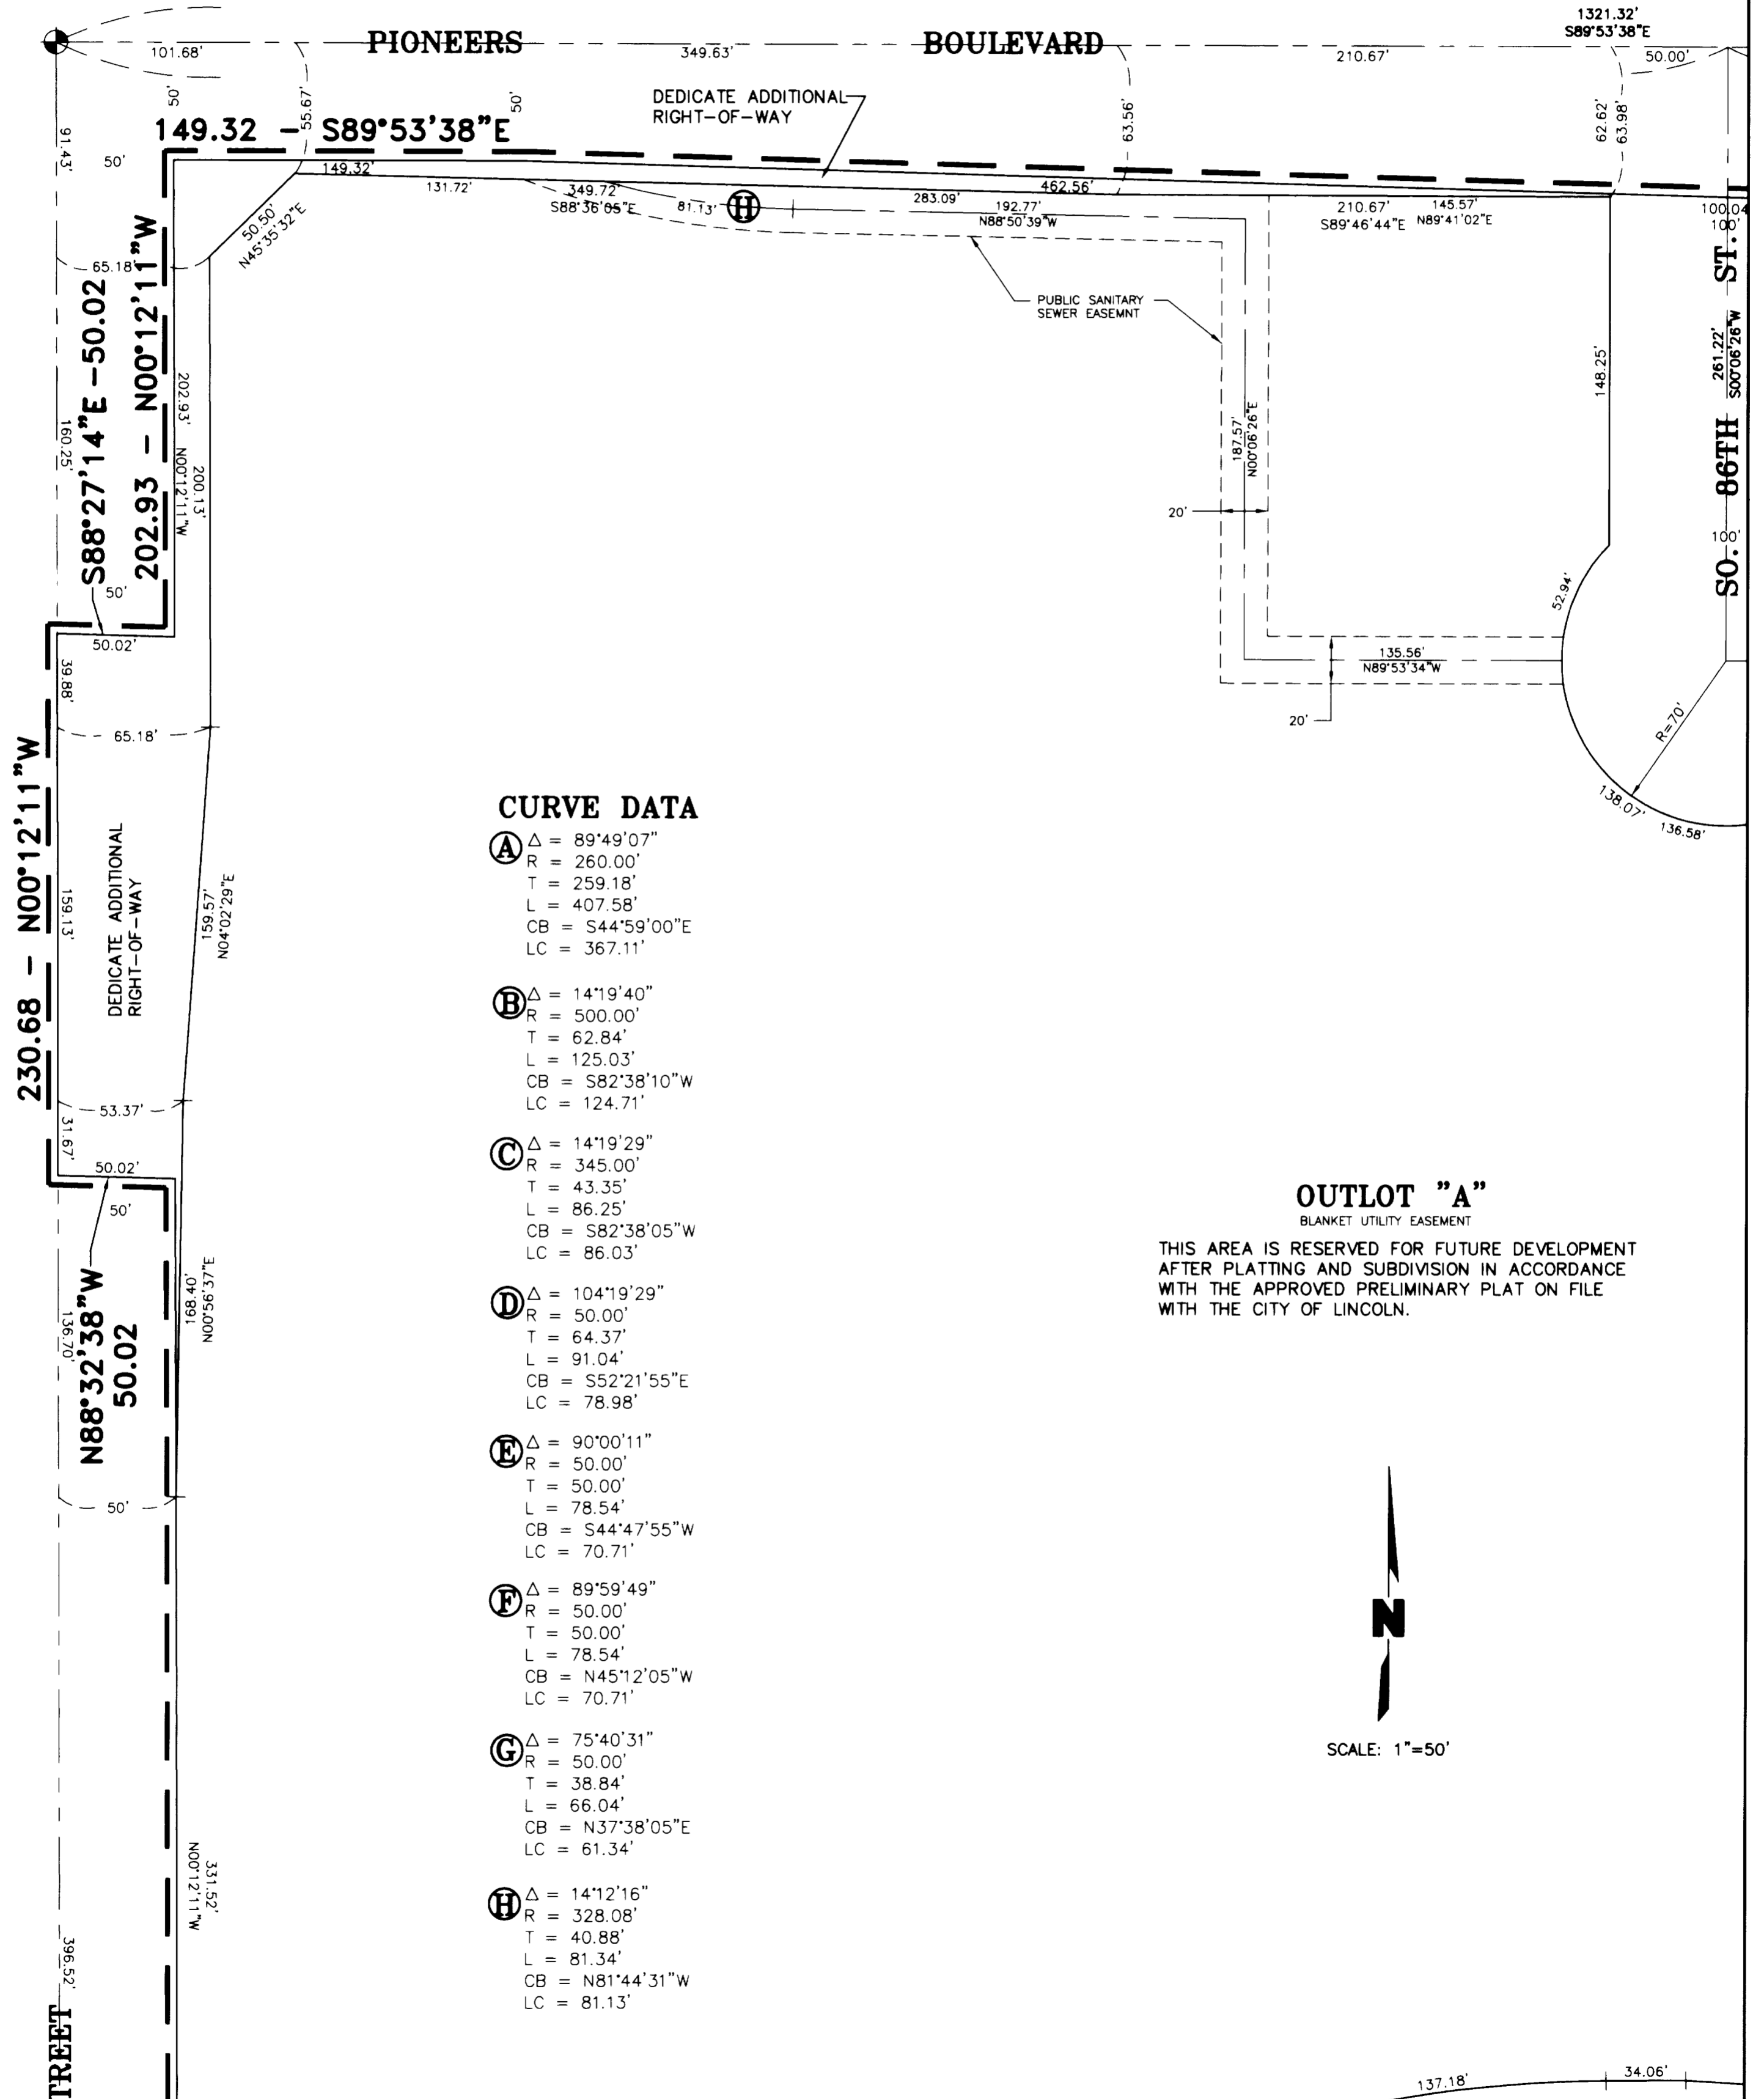 1321.32'
S89°53'38"E
PIONEERS
BOULEVARD
101.68'
349.63'
210.67'
50.00'
DEDICATE ADDITIONAL
RIGHT-OF-WAY
50'
55.67'
50'
63.56'
62.62'
63.98'
91.43'
50'
149.32 - S89°53'38"E
149.32'
131.72'
349.72'
S88°36'05"E
81.13'
H
283.09'
462.56'
192.77'
N88°50'39"W
210.67'
S89°46'44"E
145.57'
N89°41'02"E
100.04
100'
50.50'
N45°35'32"E
65.18'
S88°27'14"E -50.02
202.93 - N00°12'11"W
202.93'
N00°12'11"W
200.13'
160.25'
PUBLIC SANITARY
SEWER EASEMNT
148.25'
261.22'
S00°06'26"W
SO. 86TH ST.
100'
187.57'
N00°06'26"E
20'
52.94'
50'
50.02'
39.88'
135.56'
N89°53'34"W
20'
65.18'
R=70'
138.07'
136.58'
230.68 - N00°12'11"W
159.13'
DEDICATE ADDITIONAL
RIGHT-OF-WAY
159.57'
N04°02'29"E
53.37'
31.67'
50.02'
50'
N88°32'38"W
50.02
136.70'
168.40'
N00°56'37"E
50'
331.52'
N00°12'11"W
396.52'
TREET
CURVE DATA
A
Δ = 89°49'07"
R = 260.00'
T = 259.18'
L = 407.58'
CB = S44°59'00"E
LC = 367.11'
B
Δ = 14°19'40"
R = 500.00'
T = 62.84'
L = 125.03'
CB = S82°38'10"W
LC = 124.71'
C
Δ = 14°19'29"
R = 345.00'
T = 43.35'
L = 86.25'
CB = S82°38'05"W
LC = 86.03'
D
Δ = 104°19'29"
R = 50.00'
T = 64.37'
L = 91.04'
CB = S52°21'55"E
LC = 78.98'
E
Δ = 90°00'11"
R = 50.00'
T = 50.00'
L = 78.54'
CB = S44°47'55"W
LC = 70.71'
F
Δ = 89°59'49"
R = 50.00'
T = 50.00'
L = 78.54'
CB = N45°12'05"W
LC = 70.71'
G
Δ = 75°40'31"
R = 50.00'
T = 38.84'
L = 66.04'
CB = N37°38'05"E
LC = 61.34'
H
Δ = 14°12'16"
R = 328.08'
T = 40.88'
L = 81.34'
CB = N81°44'31"W
LC = 81.13'
OUTLOT "A"
BLANKET UTILITY EASEMENT
THIS AREA IS RESERVED FOR FUTURE DEVELOPMENT
AFTER PLATTING AND SUBDIVISION IN ACCORDANCE
WITH THE APPROVED PRELIMINARY PLAT ON FILE
WITH THE CITY OF LINCOLN.
N
SCALE: 1"=50'
137.18'
34.06'